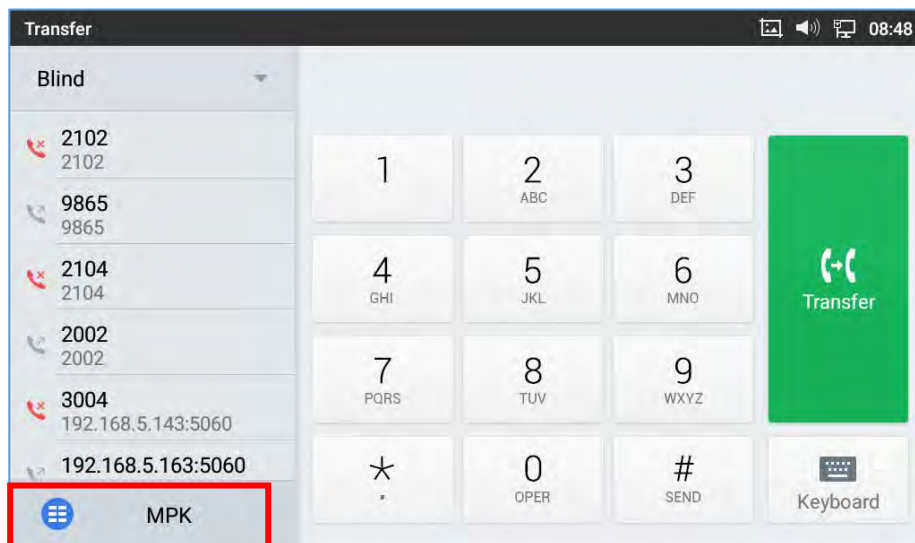 Transfer
08:48
Blind
2102
2102
9865
9865
2104
2104
2002
2002
3004
192.168.5.143:5060
192.168.5.163:5060
MPK
1
2
ABC
3
DEF
4
GHI
5
JKL
6
MNO
7
PQRS
8
TUV
9
WXYZ
*
.
0
OPER
#
SEND
Transfer
Keyboard